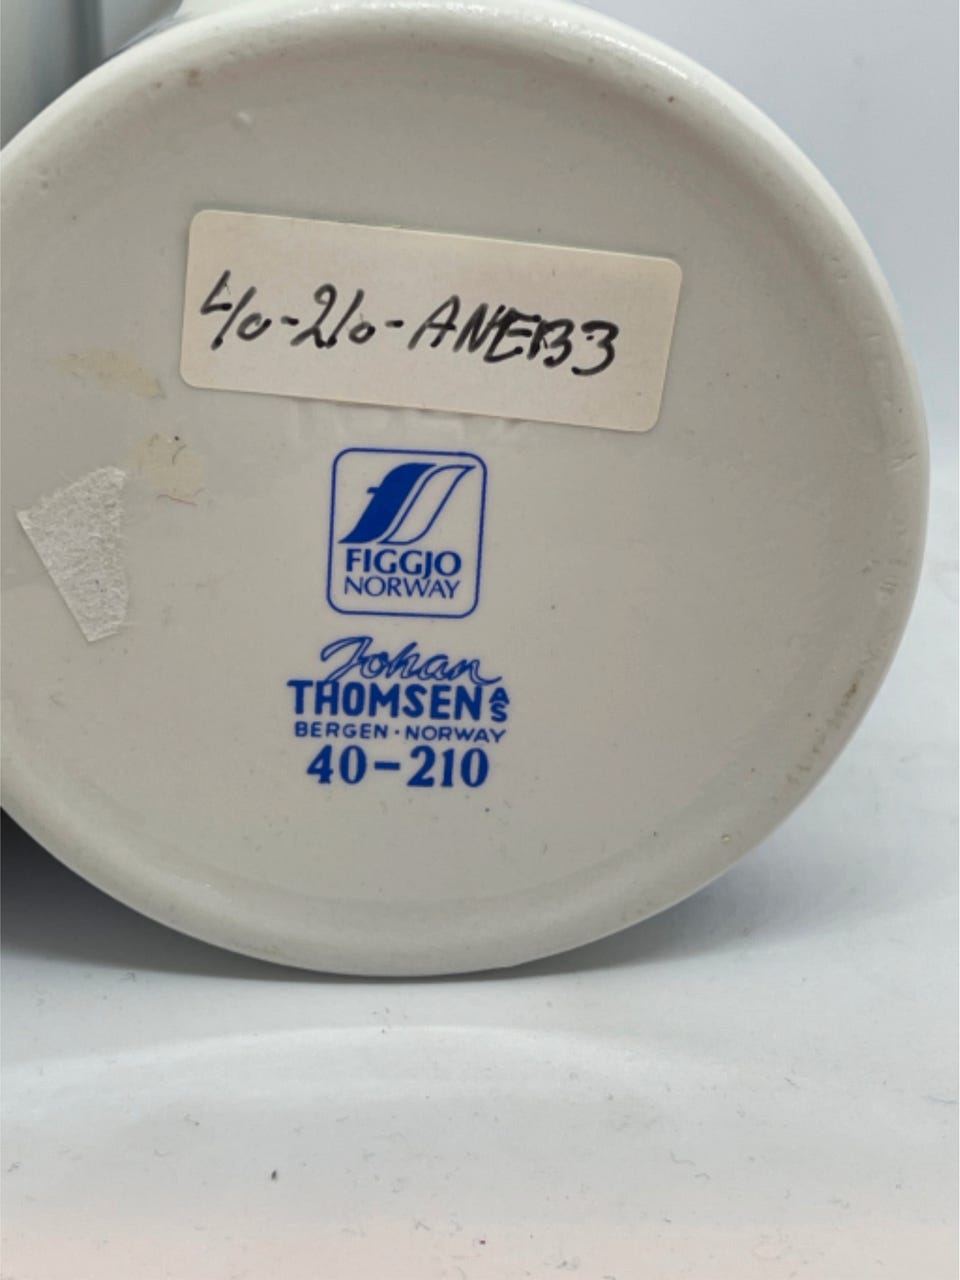 40-210-ANEB3
FIGGJO
NORWAY
Johan
THOMSEN AS
BERGEN · NORWAY
40-210